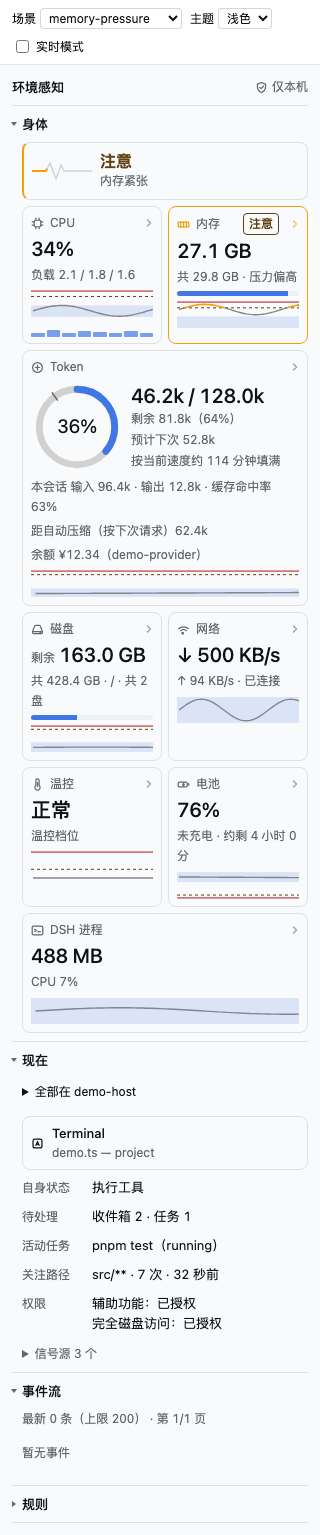 场景 memory-pressure 主题 浅色
实时模式
环境感知 仅本机
身体
注意
内存紧张
CPU
34%
负载 2.1 / 1.8 / 1.6
内存 注意
27.1 GB
共 29.8 GB · 压力偏高
Token
36%
46.2k / 128.0k
剩余 81.8k（64%）
预计下次 52.8k
按当前速度约 114 分钟填满
本会话 输入 96.4k · 输出 12.8k · 缓存命中率
63%
距自动压缩（按下次请求）62.4k
余额 ¥12.34（demo-provider）
磁盘
剩余 163.0 GB
共 428.4 GB · / · 共 2
盘
网络
↓ 500 KB/s
↑ 94 KB/s · 已连接
温控
正常
温控档位
电池
76%
未充电 · 约剩 4 小时 0
分
DSH 进程
488 MB
CPU 7%
现在
全部在 demo-host
Terminal
demo.ts — project
自身状态 执行工具
待处理 收件箱 2 · 任务 1
活动任务 pnpm test（running）
关注路径 src/** · 7 次 · 32 秒前
权限 辅助功能：已授权
完全磁盘访问：已授权
信号源 3 个
事件流
最新 0 条（上限 200） · 第 1/1 页
暂无事件
规则